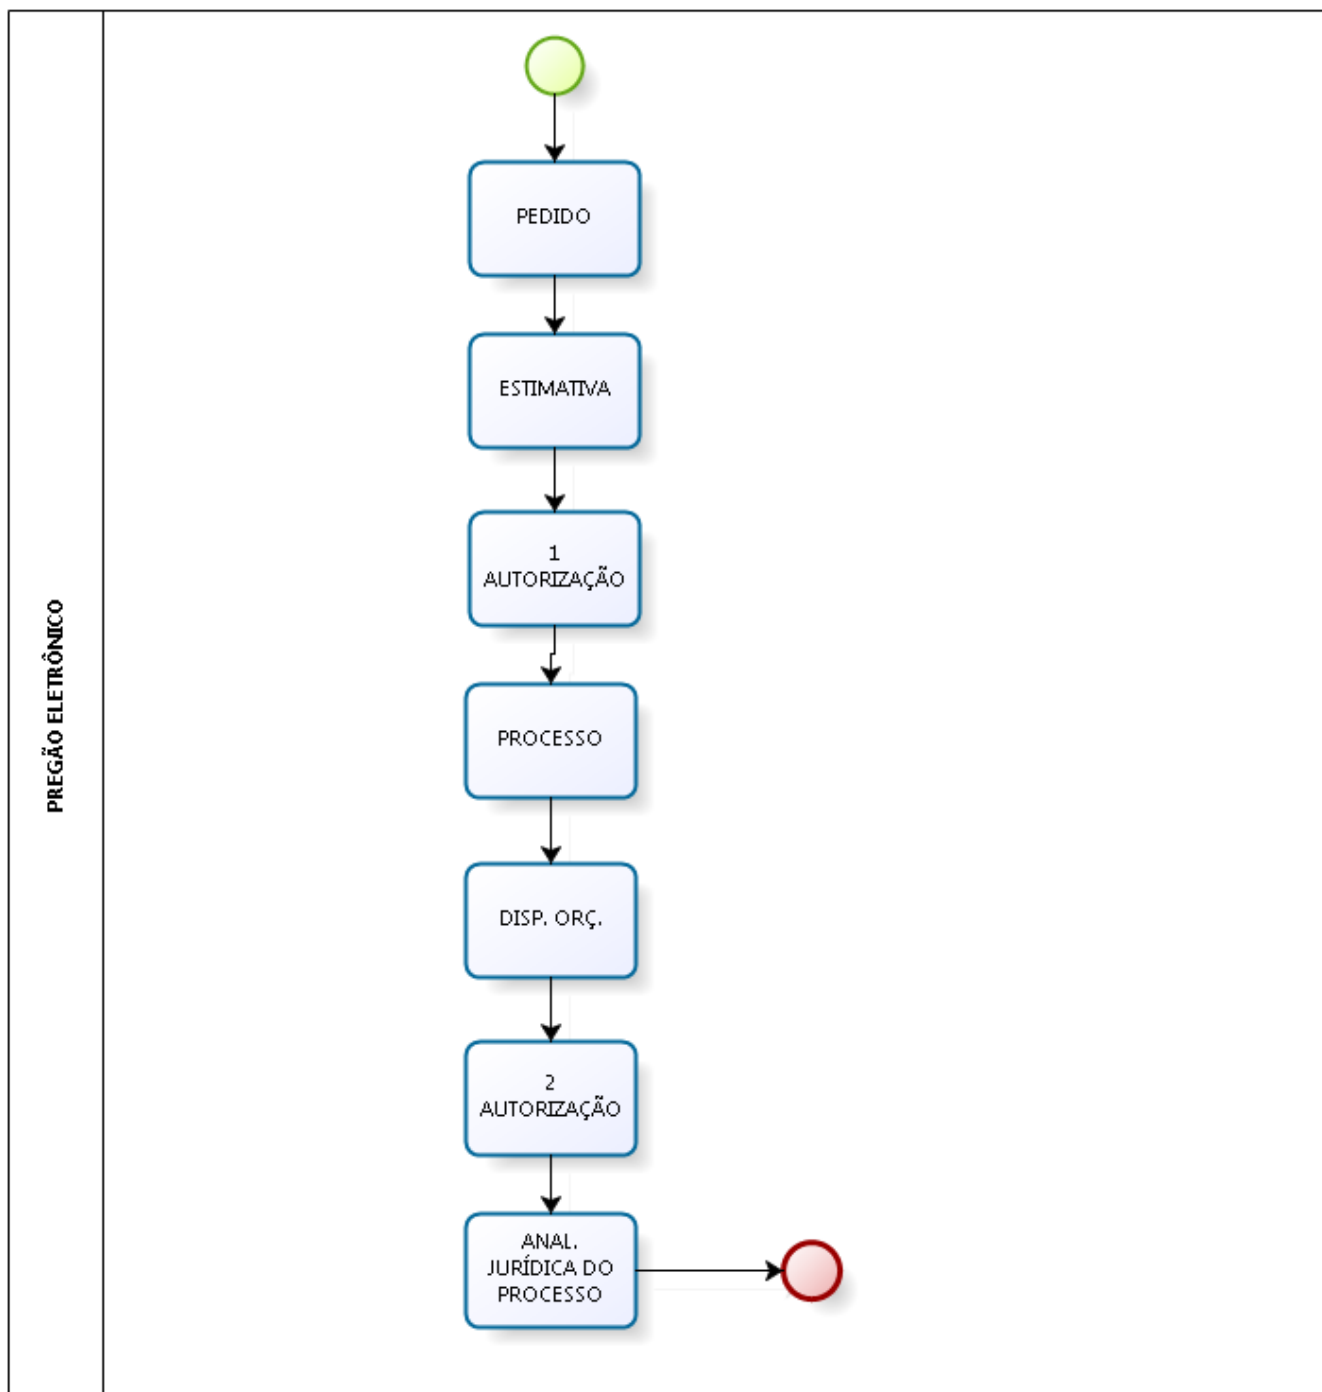 PREGÃO ELETRÔNICO
PEDIDO
ESTIMATIVA
1
AUTORIZAÇÃO
PROCESSO
DISP. ORÇ.
2
AUTORIZAÇÃO
ANAL.
JURÍDICA DO
PROCESSO